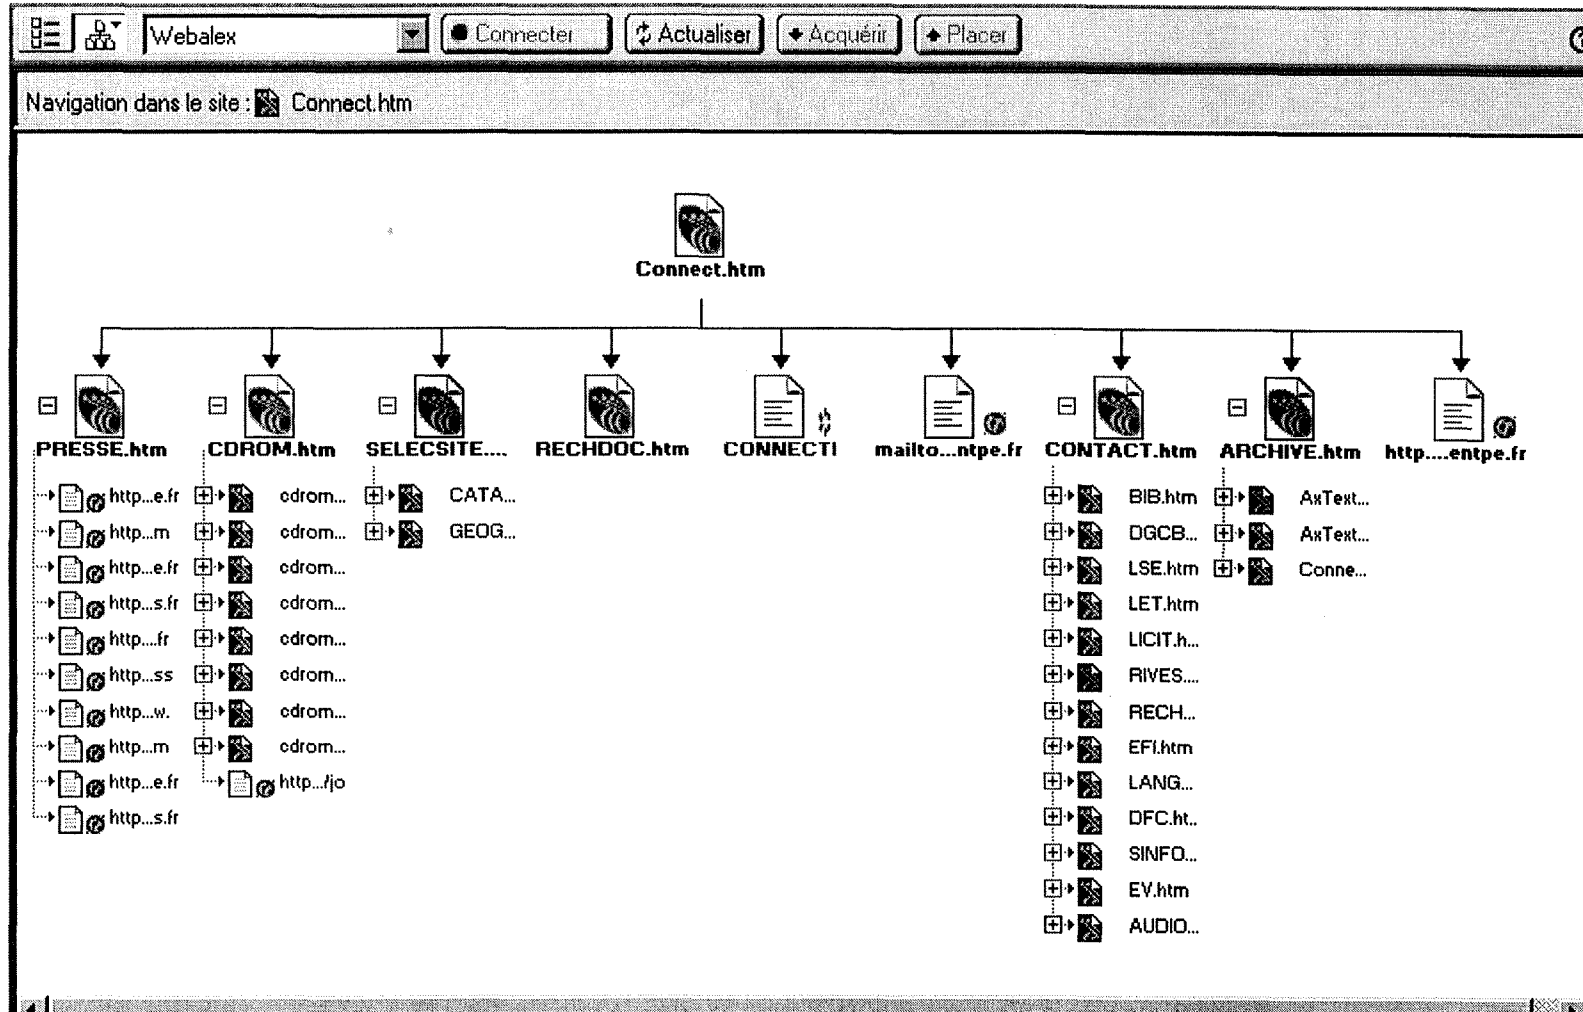 Webalex Connecter Actualiser Acquérir Placer
Navigation dans le site : Connect.htm
Connect.htm
PRESSE.htm CDROM.htm SELECSITE.... RECHDOC.htm CONNECTI mailto...ntpe.fr CONTACT.htm ARCHIVE.htm http....entpe.fr
http...e.fr cdrom... CATA... BIB.htm AxText...
http...m cdrom... GEOG... DGCB... AxText...
http...e.fr cdrom... LSE.htm Conne...
http...s.fr cdrom... LET.htm
http....fr cdrom... LICIT.h...
http...ss cdrom... RIVES....
http...w. cdrom... RECH...
http...m cdrom... EFI.htm
http...e.fr http.../jo LANG...
http...s.fr DFC.ht..
SINFO...
EV.htm
AUDIO...